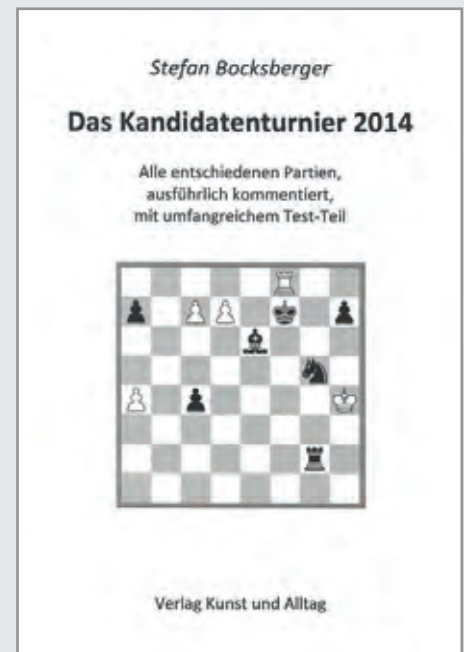 Stefan Bocksberger
Das Kandidatenturnier 2014
Alle entschiedenen Partien,
ausführlich kommentiert,
mit umfangreichem Test-Teil
Verlag Kunst und Alltag